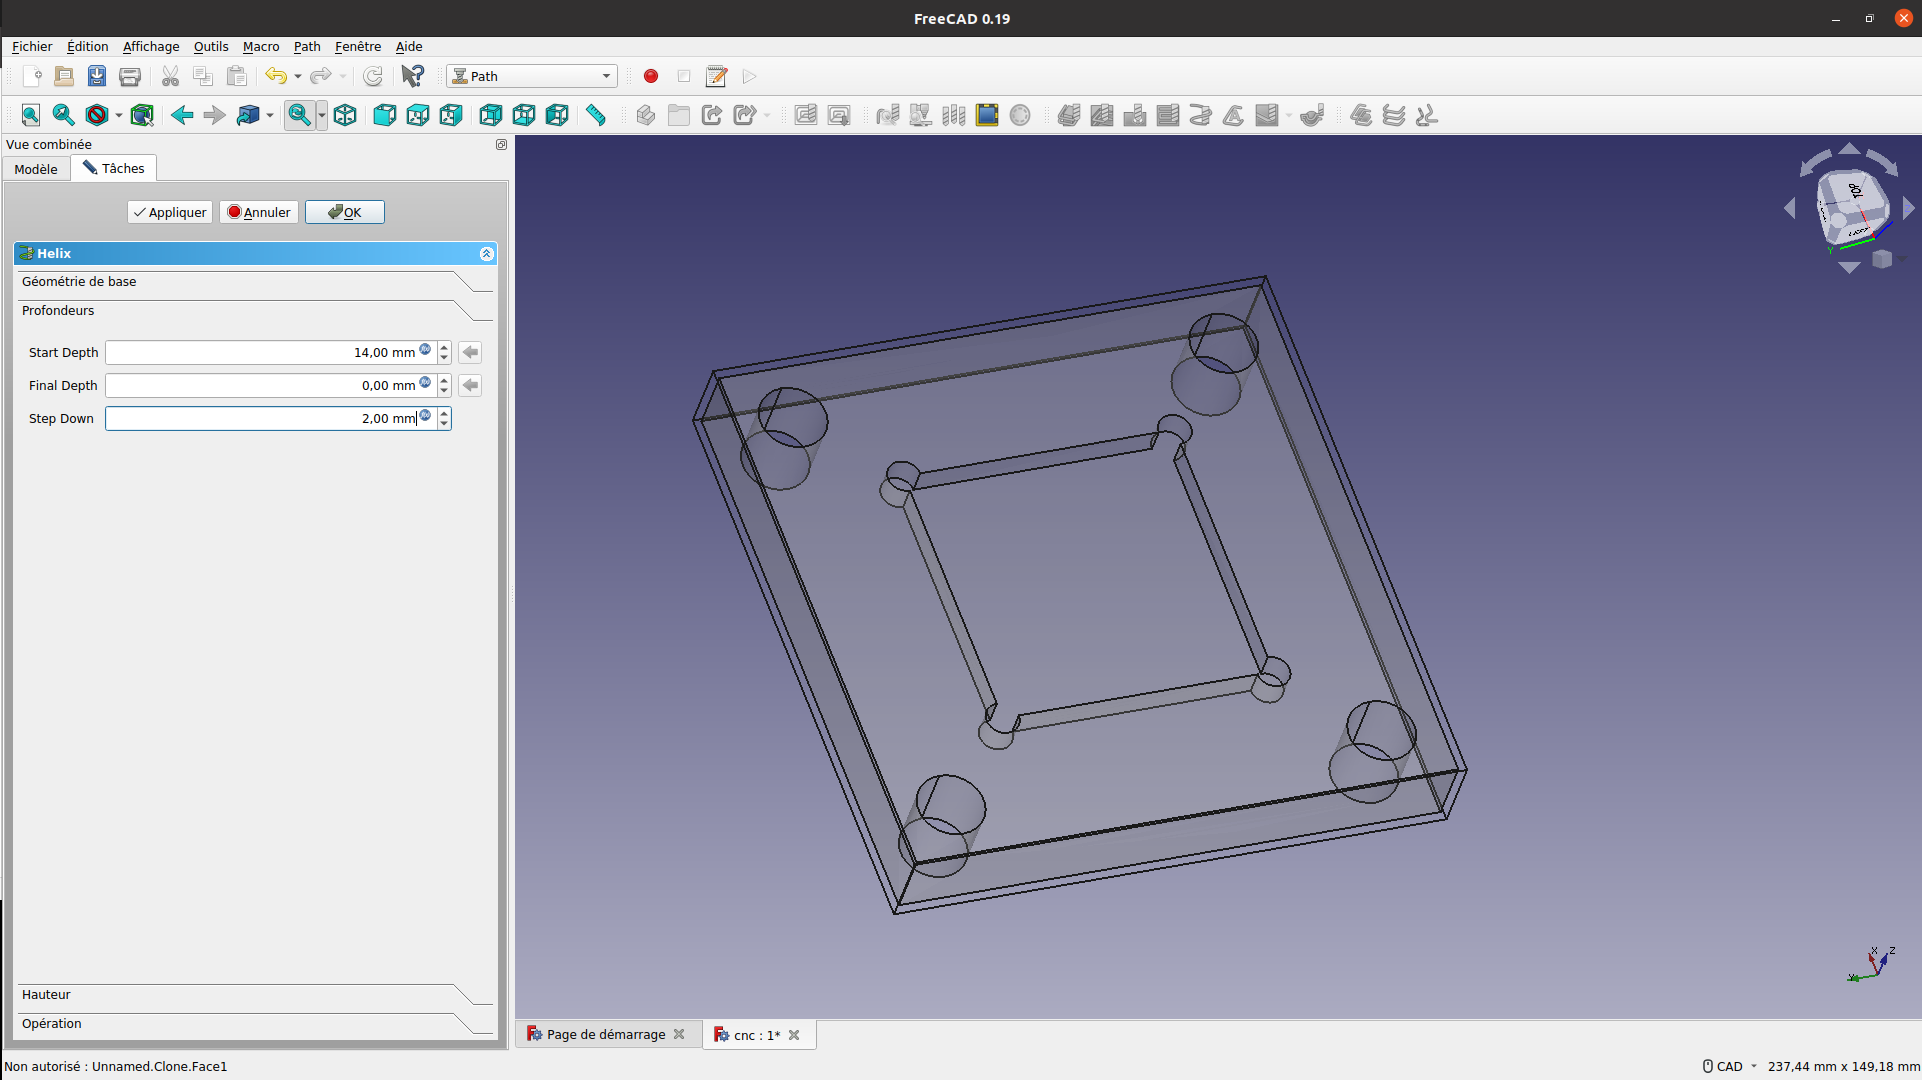 FreeCAD 0.19
Fichier Édition Affichage Outils Macro Path Fenêtre Aide
Path
Vue combinée
Modèle Tâches
Appliquer Annuler OK
Helix
Géométrie de base
Profondeurs
Start Depth 14,00 mm
Final Depth 0,00 mm
Step Down 2,00 mm
Hauteur
Opération
TOP
Y
X Z
Y
Page de démarrage cnc : 1*
Non autorisé : Unnamed.Clone.Face1
CAD 237,44 mm x 149,18 mm